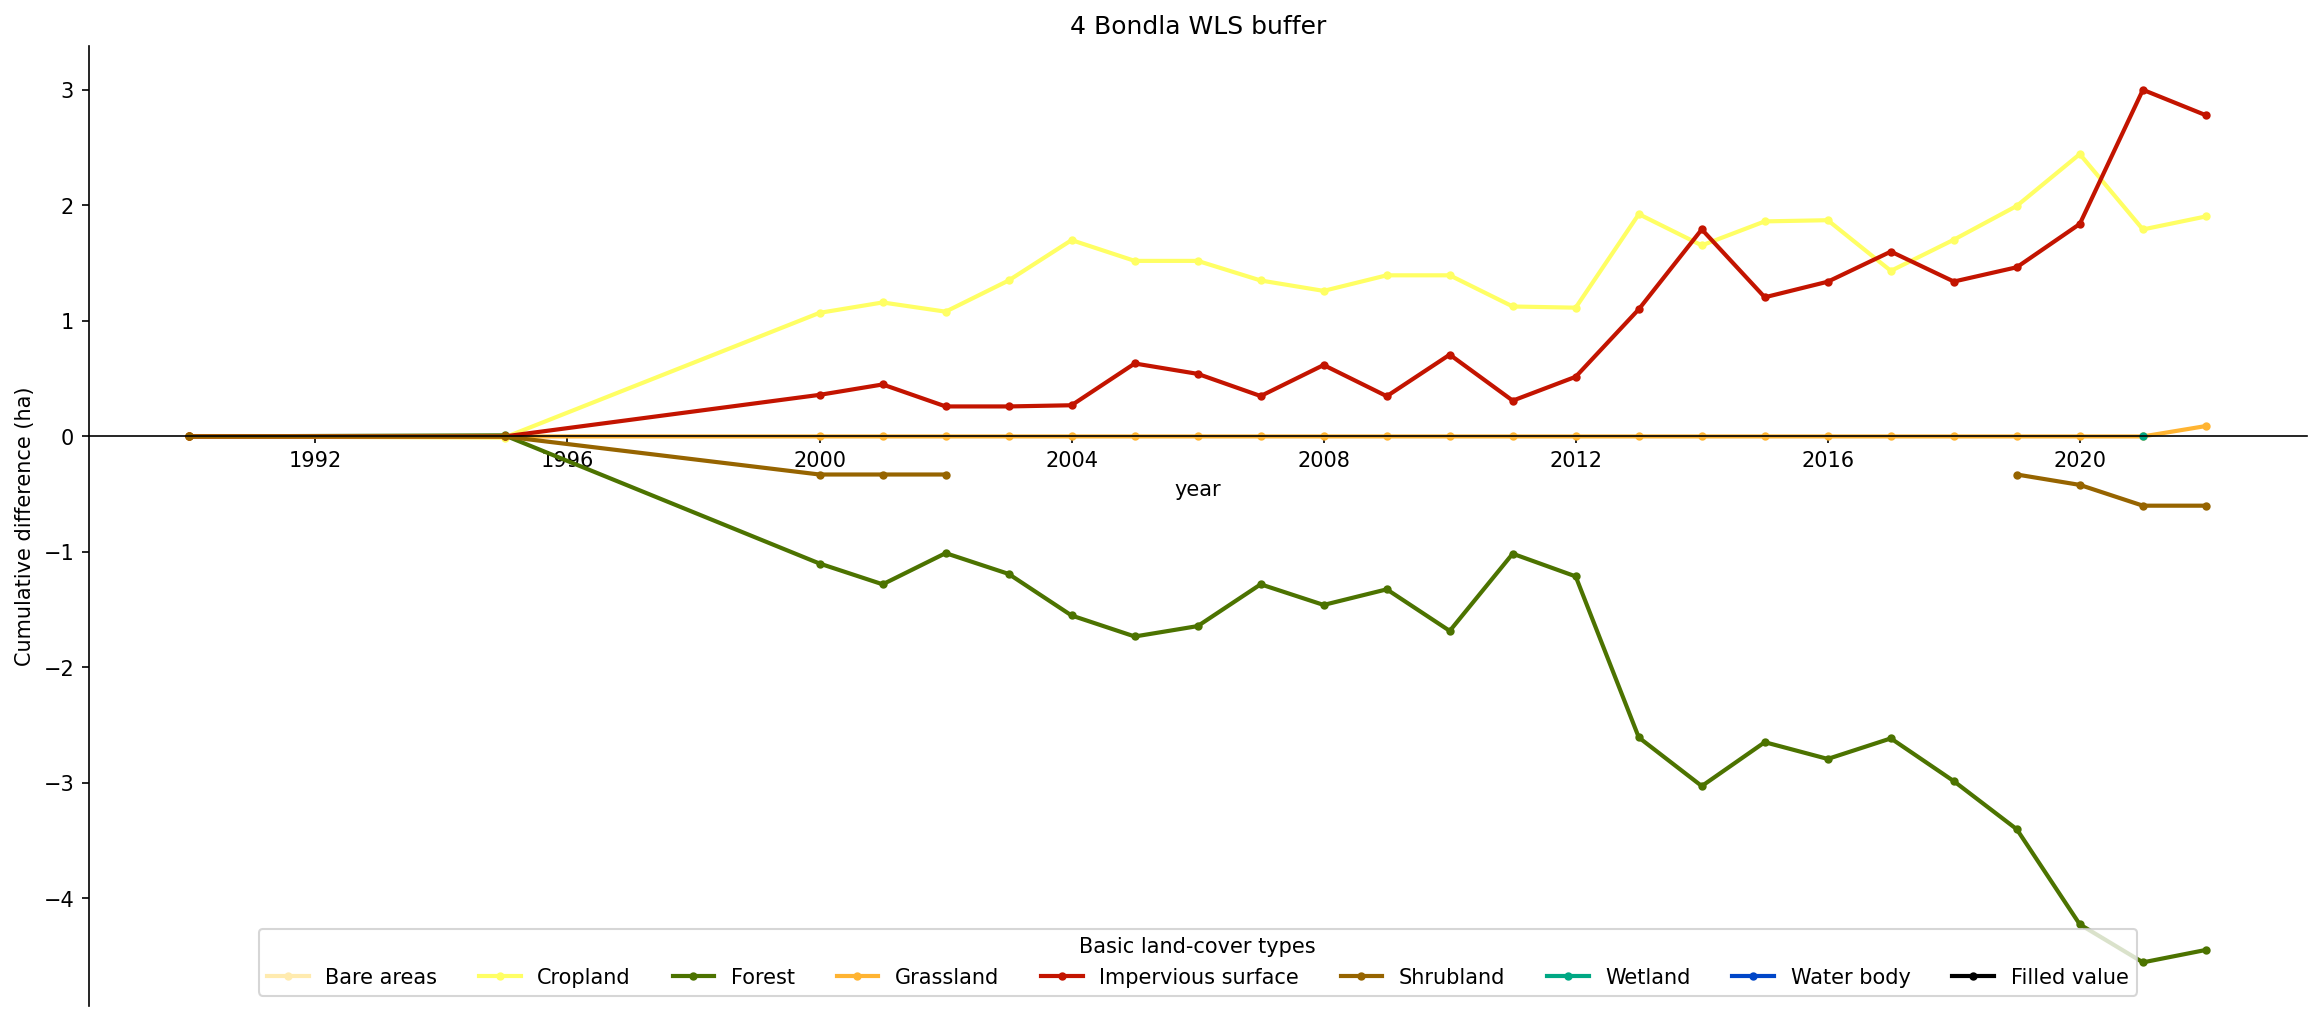 4 Bondla WLS buffer
3
2
1
0
−1
−2
−3
−4
Cumulative difference (ha)
1992 1996 2000 2004 2008 2012 2016 2020
year
Basic land-cover types
Bare areas Cropland Forest Grassland Impervious surface Shrubland Wetland Water body Filled value